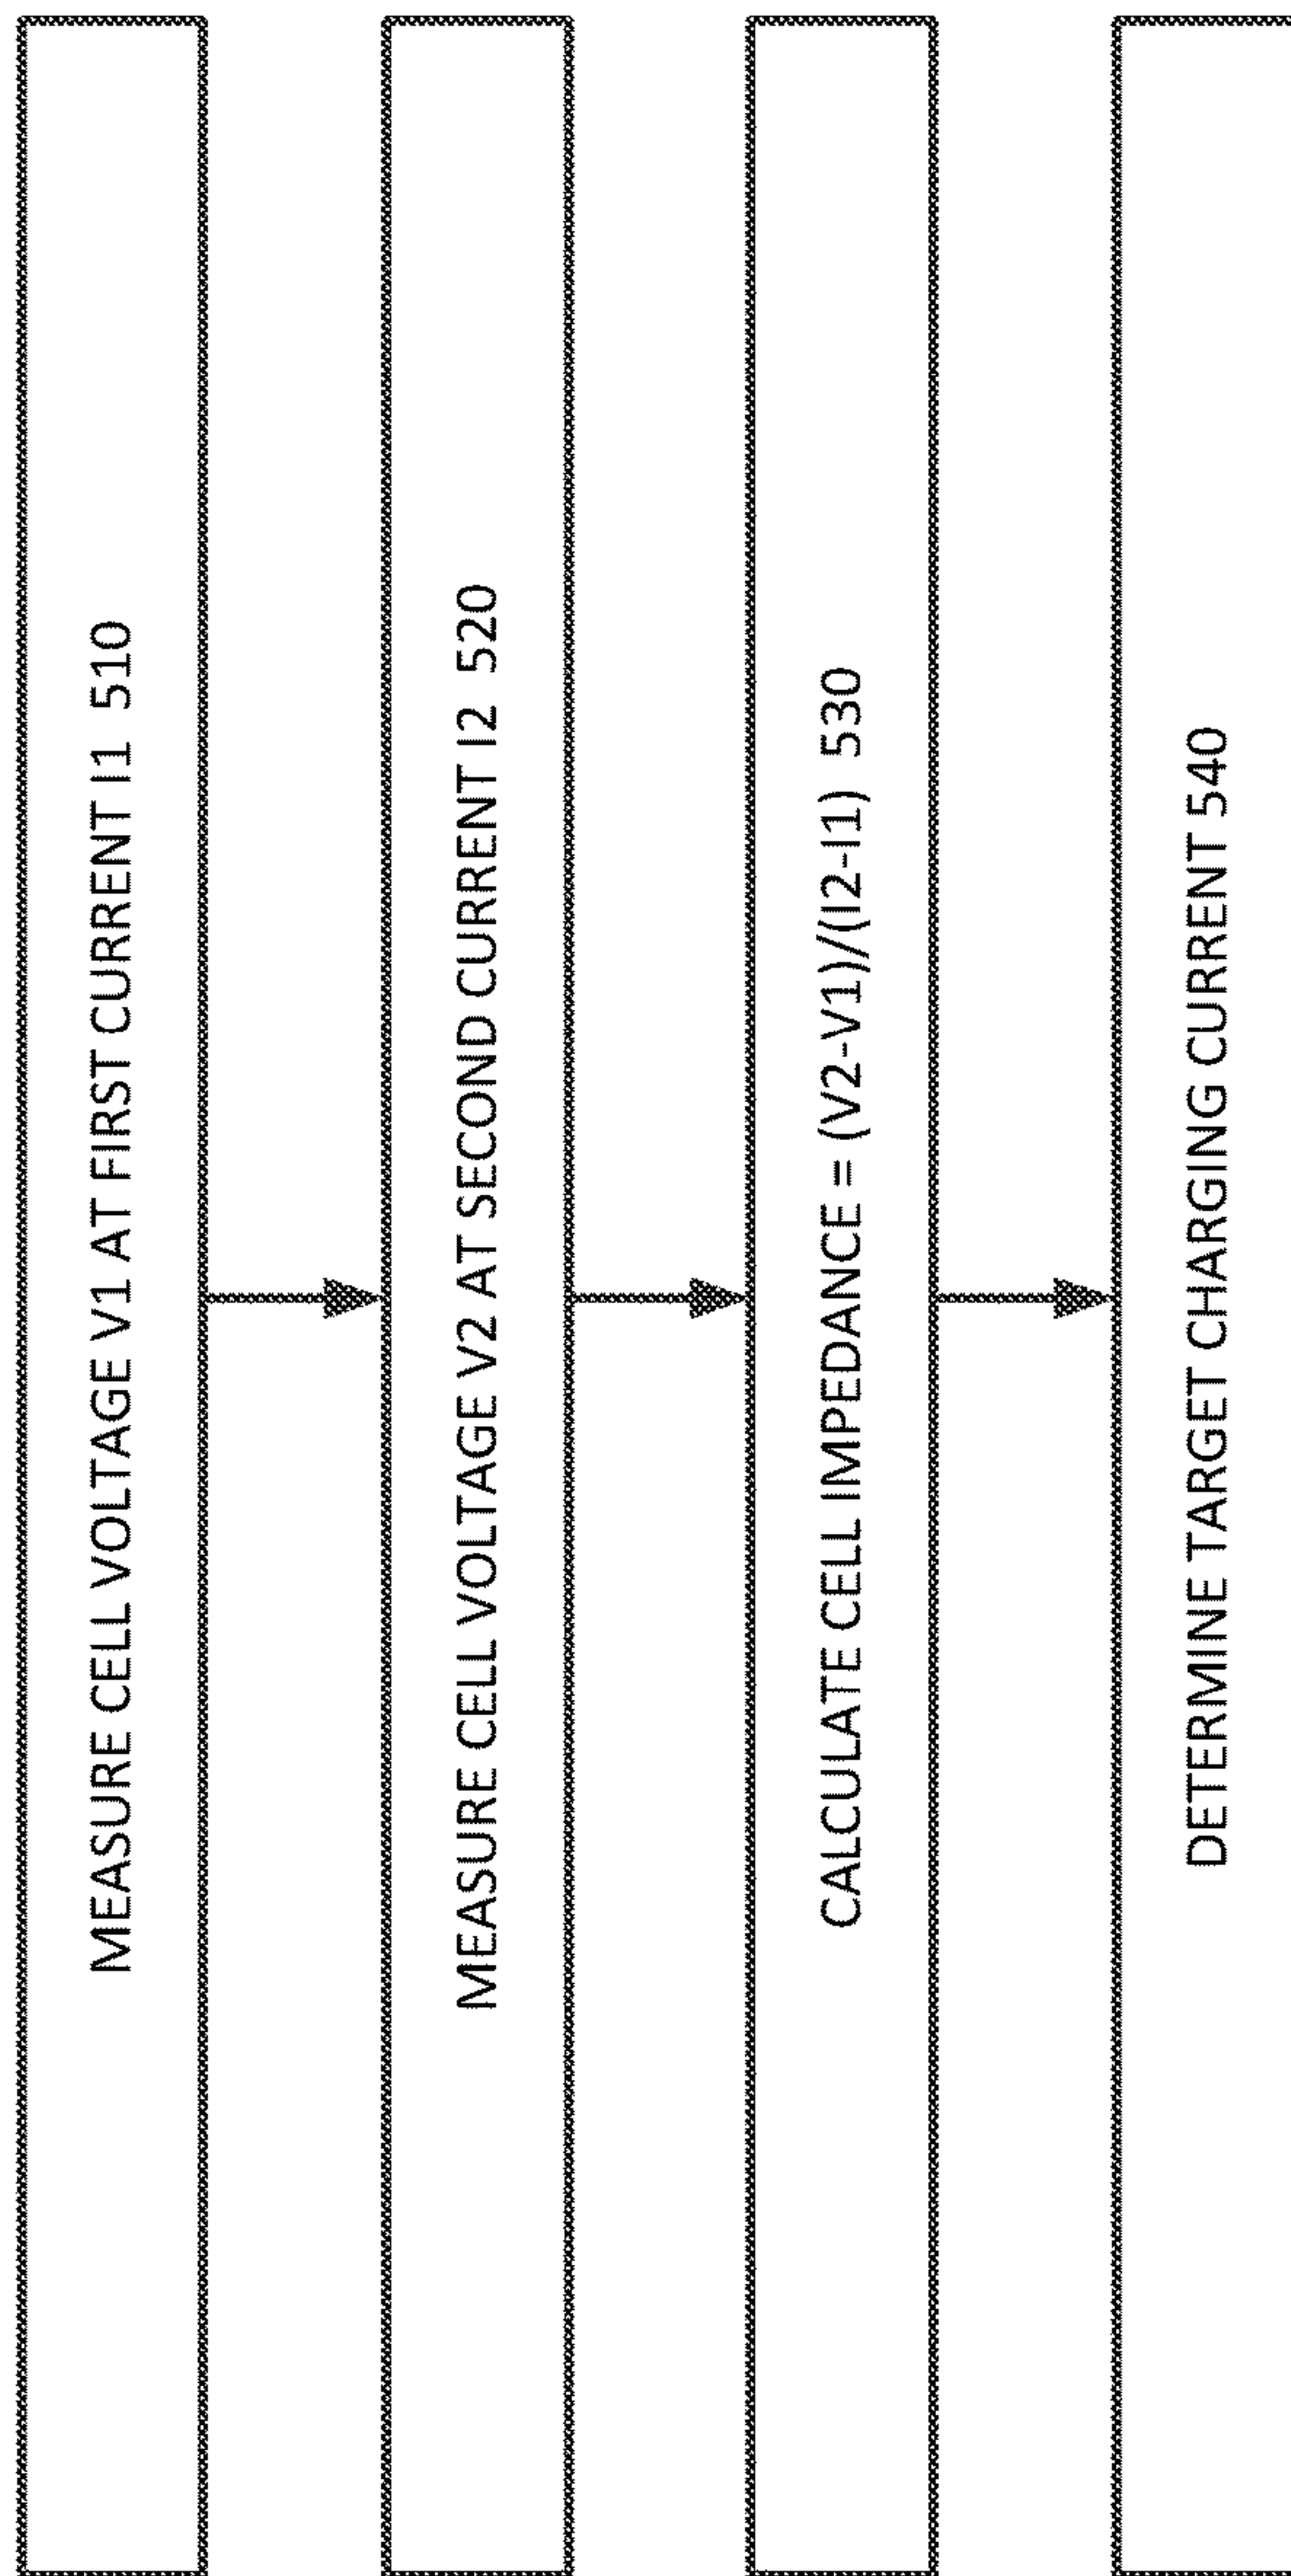 MEASURE CELL VOLTAGE V1 AT FIRST CURRENT I1 510
MEASURE CELL VOLTAGE V2 AT SECOND CURRENT I2 520
CALCULATE CELL IMPEDANCE = (V2-V1)/(I2-I1) 530
DETERMINE TARGET CHARGING CURRENT 540